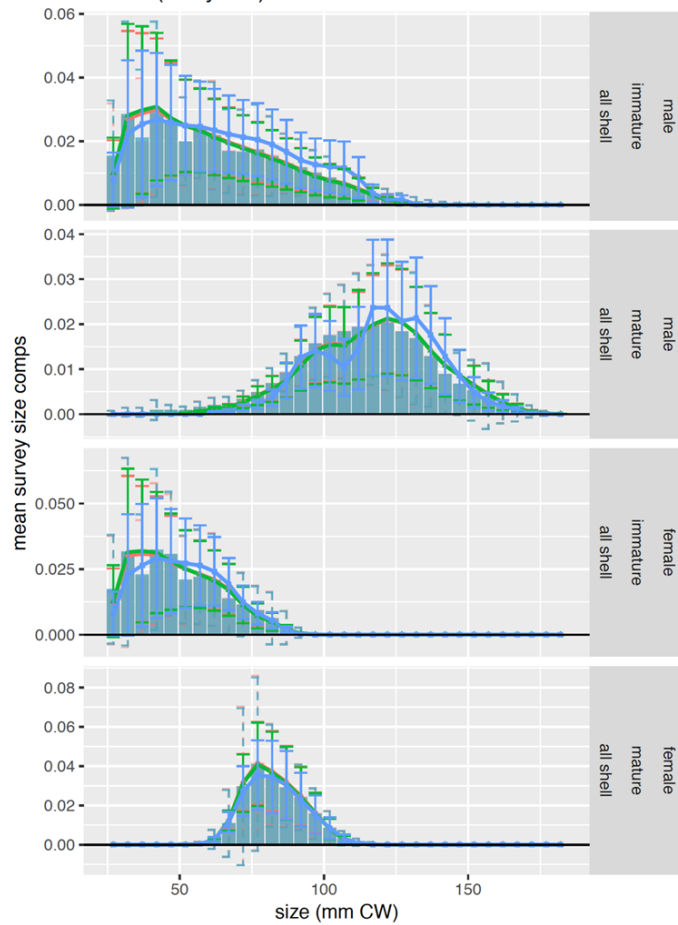 0.06
0.04
0.02
0.00
male
immature
all shell
0.04
0.03
0.02
0.01
0.00
male
mature
all shell
mean survey size comps
0.050
0.025
0.000
female
immature
all shell
0.08
0.06
0.04
0.02
0.00
female
mature
all shell
50 100 150
size (mm CW)